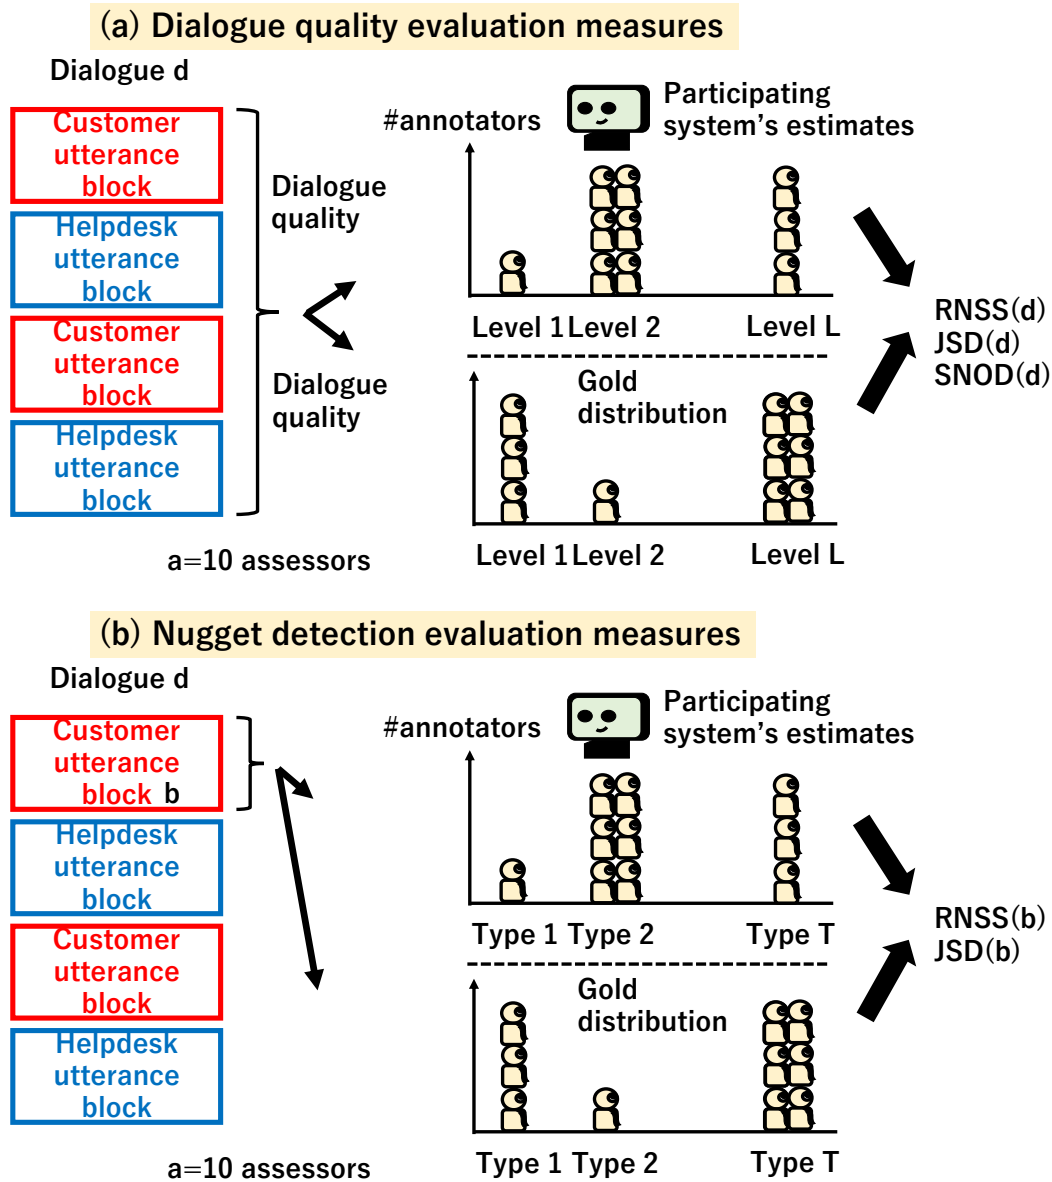 (a) Dialogue quality evaluation measures
Dialogue d
Customer
utterance
block
Helpdesk
utterance
block
Customer
utterance
block
Helpdesk
utterance
block
Dialogue
quality
Dialogue
quality
a=10 assessors
#annotators
Participating
system's estimates
Level 1 Level 2 Level L
Gold
distribution
Level 1 Level 2 Level L
RNSS(d)
JSD(d)
SNOD(d)
(b) Nugget detection evaluation measures
Dialogue d
Customer
utterance
block b
Helpdesk
utterance
block
Customer
utterance
block
Helpdesk
utterance
block
a=10 assessors
#annotators
Participating
system's estimates
Type 1 Type 2 Type T
Gold
distribution
Type 1 Type 2 Type T
RNSS(b)
JSD(b)